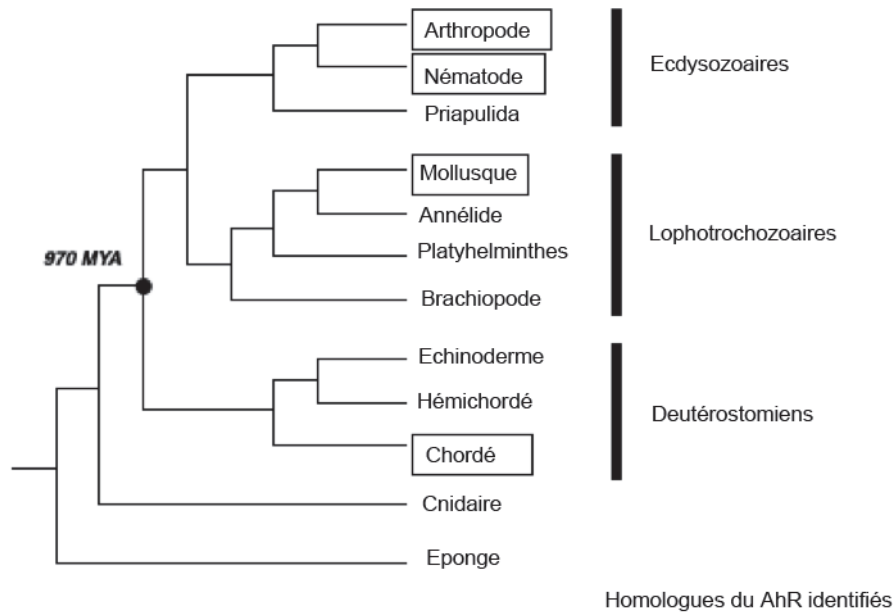 Arthropode
Nématode
Priapulida
Ecdysozoaires
Mollusque
Annélide
Platyhelminthes
Brachiopode
Lophotrochozoaires
970 MYA
Echinoderme
Hémichordé
Chordé
Deutérostomiens
Cnidaire
Eponge
Homologues du AhR identifiés